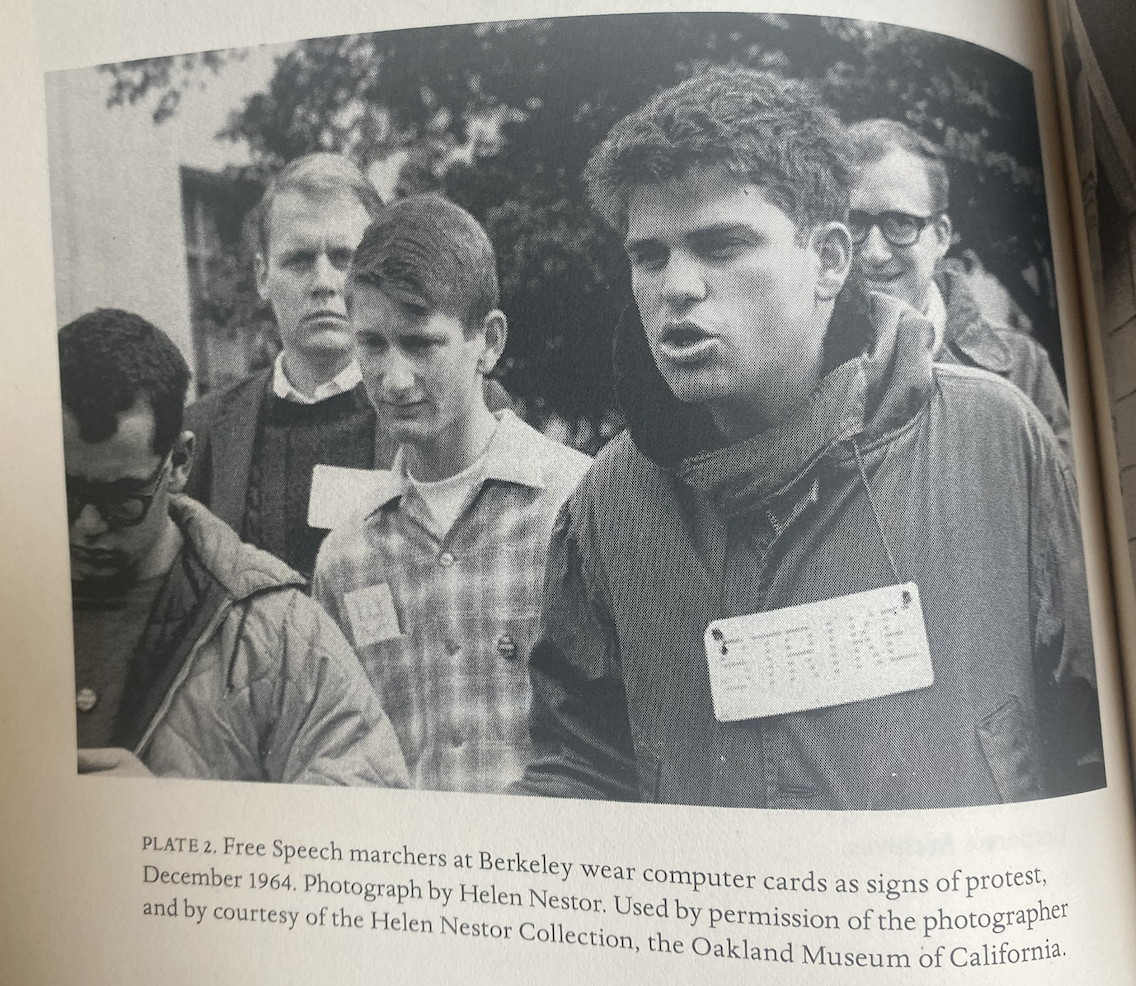 STRIKE
PLATE 2. Free Speech marchers at Berkeley wear computer cards as signs of protest,
December 1964. Photograph by Helen Nestor. Used by permission of the photographer
and by courtesy of the Helen Nestor Collection, the Oakland Museum of California.